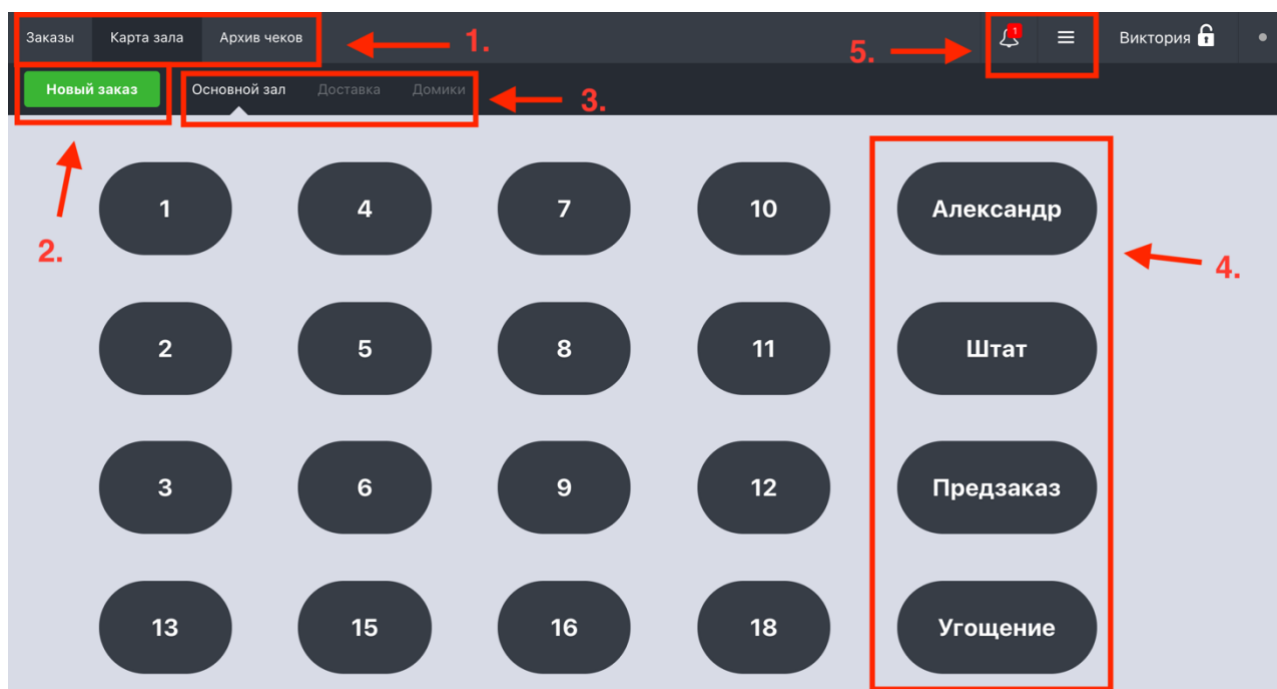 Заказы Карта зала Архив чеков 1. 5. 1 Виктория
Новый заказ Основной зал Доставка Домики 3.
2.
1 4 7 10 Александр
4.
2 5 8 11 Штат
3 6 9 12 Предзаказ
13 15 16 18 Угощение